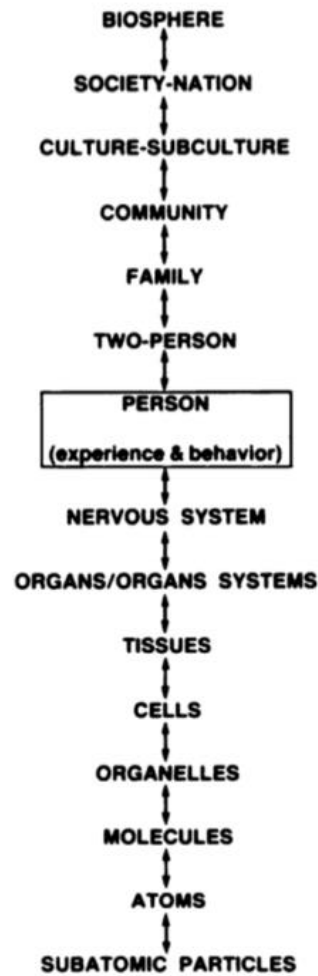 BIOSPHERE
SOCIETY-NATION
CULTURE-SUBCULTURE
COMMUNITY
FAMILY
TWO-PERSON
PERSON
(experience & behavior)
NERVOUS SYSTEM
ORGANS/ORGANS SYSTEMS
TISSUES
CELLS
ORGANELLES
MOLECULES
ATOMS
SUBATOMIC PARTICLES